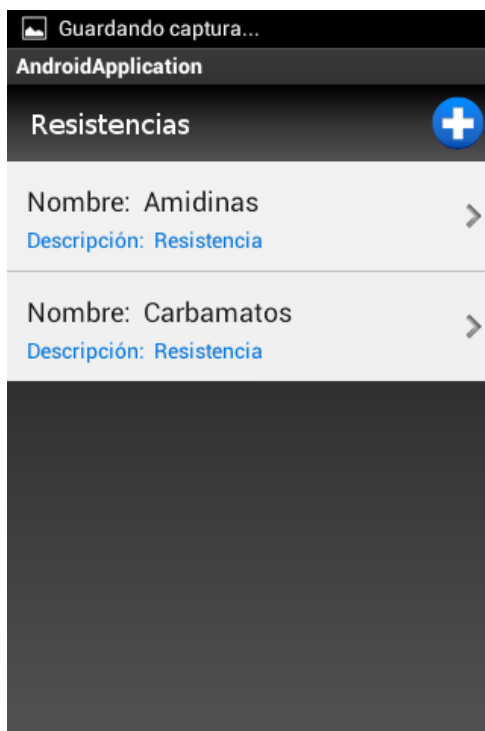 Guardando captura...
AndroidApplication
Resistencias
Nombre: Amidinas
Descripción: Resistencia
Nombre: Carbamatos
Descripción: Resistencia